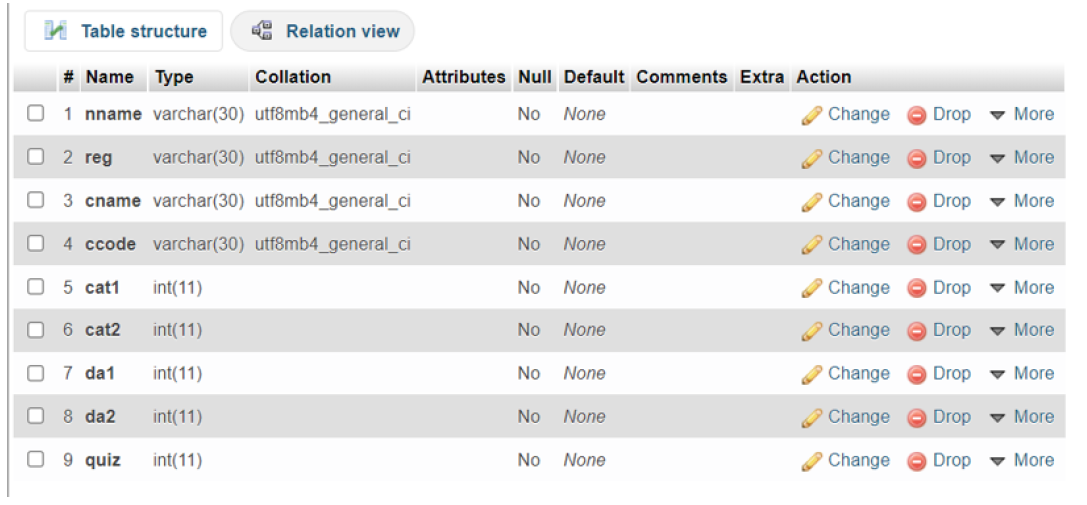 Table structure Relation view
# Name Type Collation Attributes Null Default Comments Extra Action
1 nname varchar(30) utf8mb4_general_ci No None Change Drop More
2 reg varchar(30) utf8mb4_general_ci No None Change Drop More
3 cname varchar(30) utf8mb4_general_ci No None Change Drop More
4 ccode varchar(30) utf8mb4_general_ci No None Change Drop More
5 cat1 int(11) No None Change Drop More
6 cat2 int(11) No None Change Drop More
7 da1 int(11) No None Change Drop More
8 da2 int(11) No None Change Drop More
9 quiz int(11) No None Change Drop More